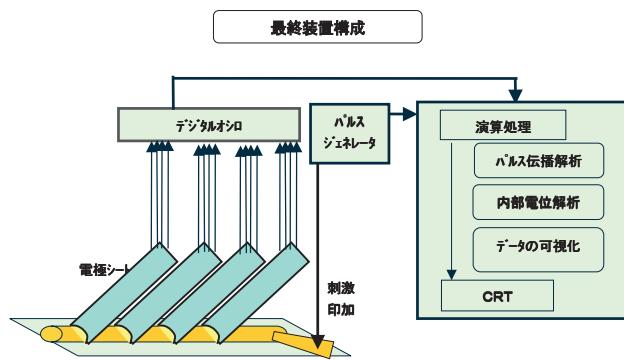 最終装置構成
デジタルオシロ
パルス
ジェネレータ
演算処理
パルス伝播解析
内部電位解析
データの可視化
CRT
電極シート
刺激
印加